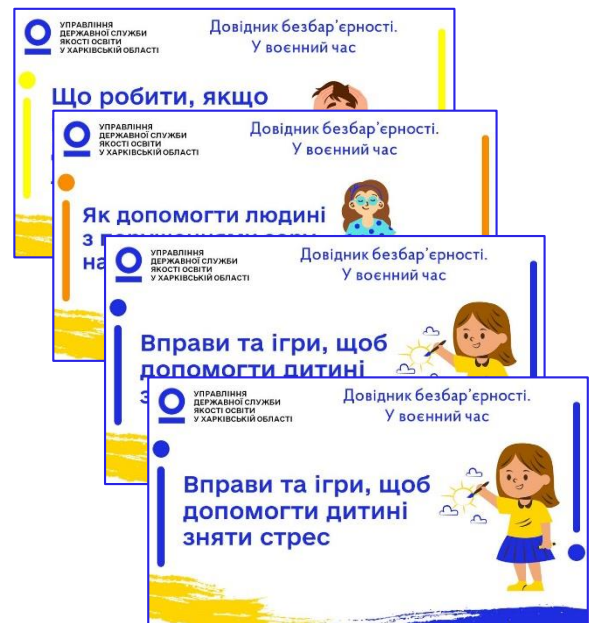 УПРАВЛІННЯ
ДЕРЖАВНОЇ СЛУЖБИ
ЯКОСТІ ОСВІТИ
У ХАРКІВСЬКІЙ ОБЛАСТІ
Довідник безбар'єрності.
У воєнний час
Що робити, якщо
УПРАВЛІННЯ
ДЕРЖАВНОЇ СЛУЖБИ
ЯКОСТІ ОСВІТИ
У ХАРКІВСЬКІЙ ОБЛАСТІ
Довідник безбар'єрності.
У воєнний час
Як допомогти людині
з
на
УПРАВЛІННЯ
ДЕРЖАВНОЇ СЛУЖБИ
ЯКОСТІ ОСВІТИ
У ХАРКІВСЬКІЙ ОБЛАСТІ
Довідник безбар'єрності.
У воєнний час
Вправи та ігри, щоб
допомогти дитині
УПРАВЛІННЯ
ДЕРЖАВНОЇ СЛУЖБИ
ЯКОСТІ ОСВІТИ
У ХАРКІВСЬКІЙ ОБЛАСТІ
Довідник безбар'єрності.
У воєнний час
Вправи та ігри, щоб
допомогти дитині
зняти стрес